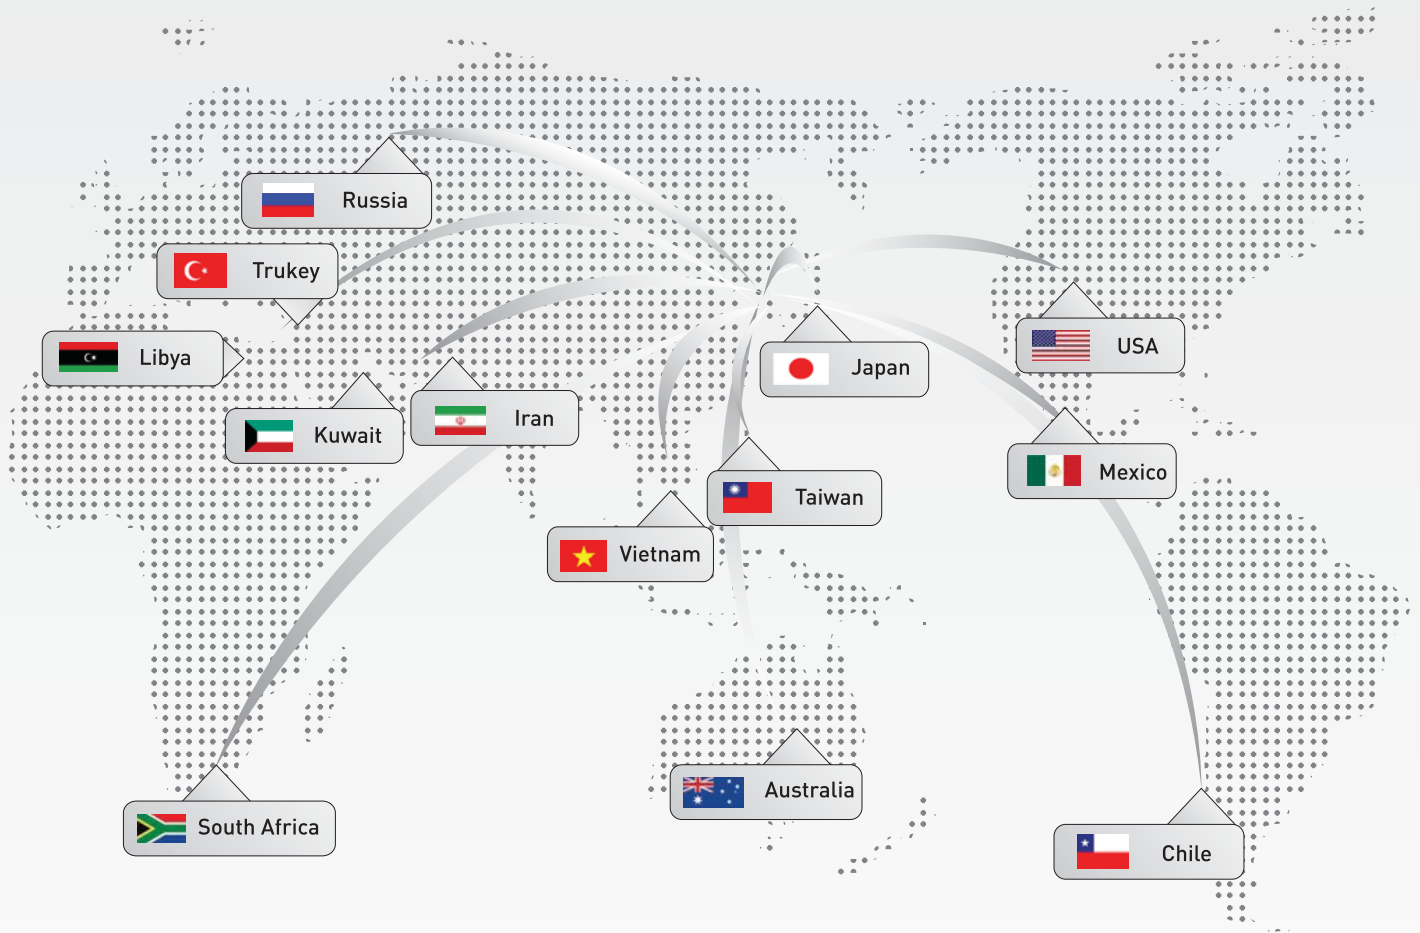 Russia
Trukey
Libya
USA
Japan
Iran
Kuwait
Mexico
Taiwan
Vietnam
Australia
South Africa
Chile